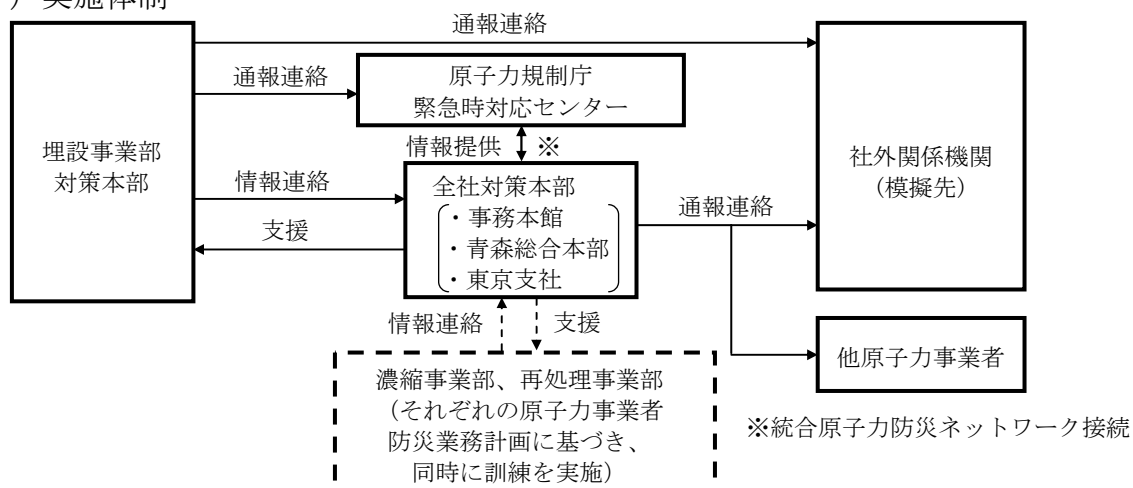 ）実施体制
通報連絡
通報連絡
原子力規制庁
緊急時対応センター
埋設事業部
対策本部
情報提供 ※
社外関係機関
（模擬先）
情報連絡
全社対策本部
・事務本館
・青森総合本部
・東京支社
通報連絡
支援
情報連絡
支援
他原子力事業者
濃縮事業部、再処理事業部
（それぞれの原子力事業者
防災業務計画に基づき、
同時に訓練を実施）
※統合原子力防災ネットワーク接続